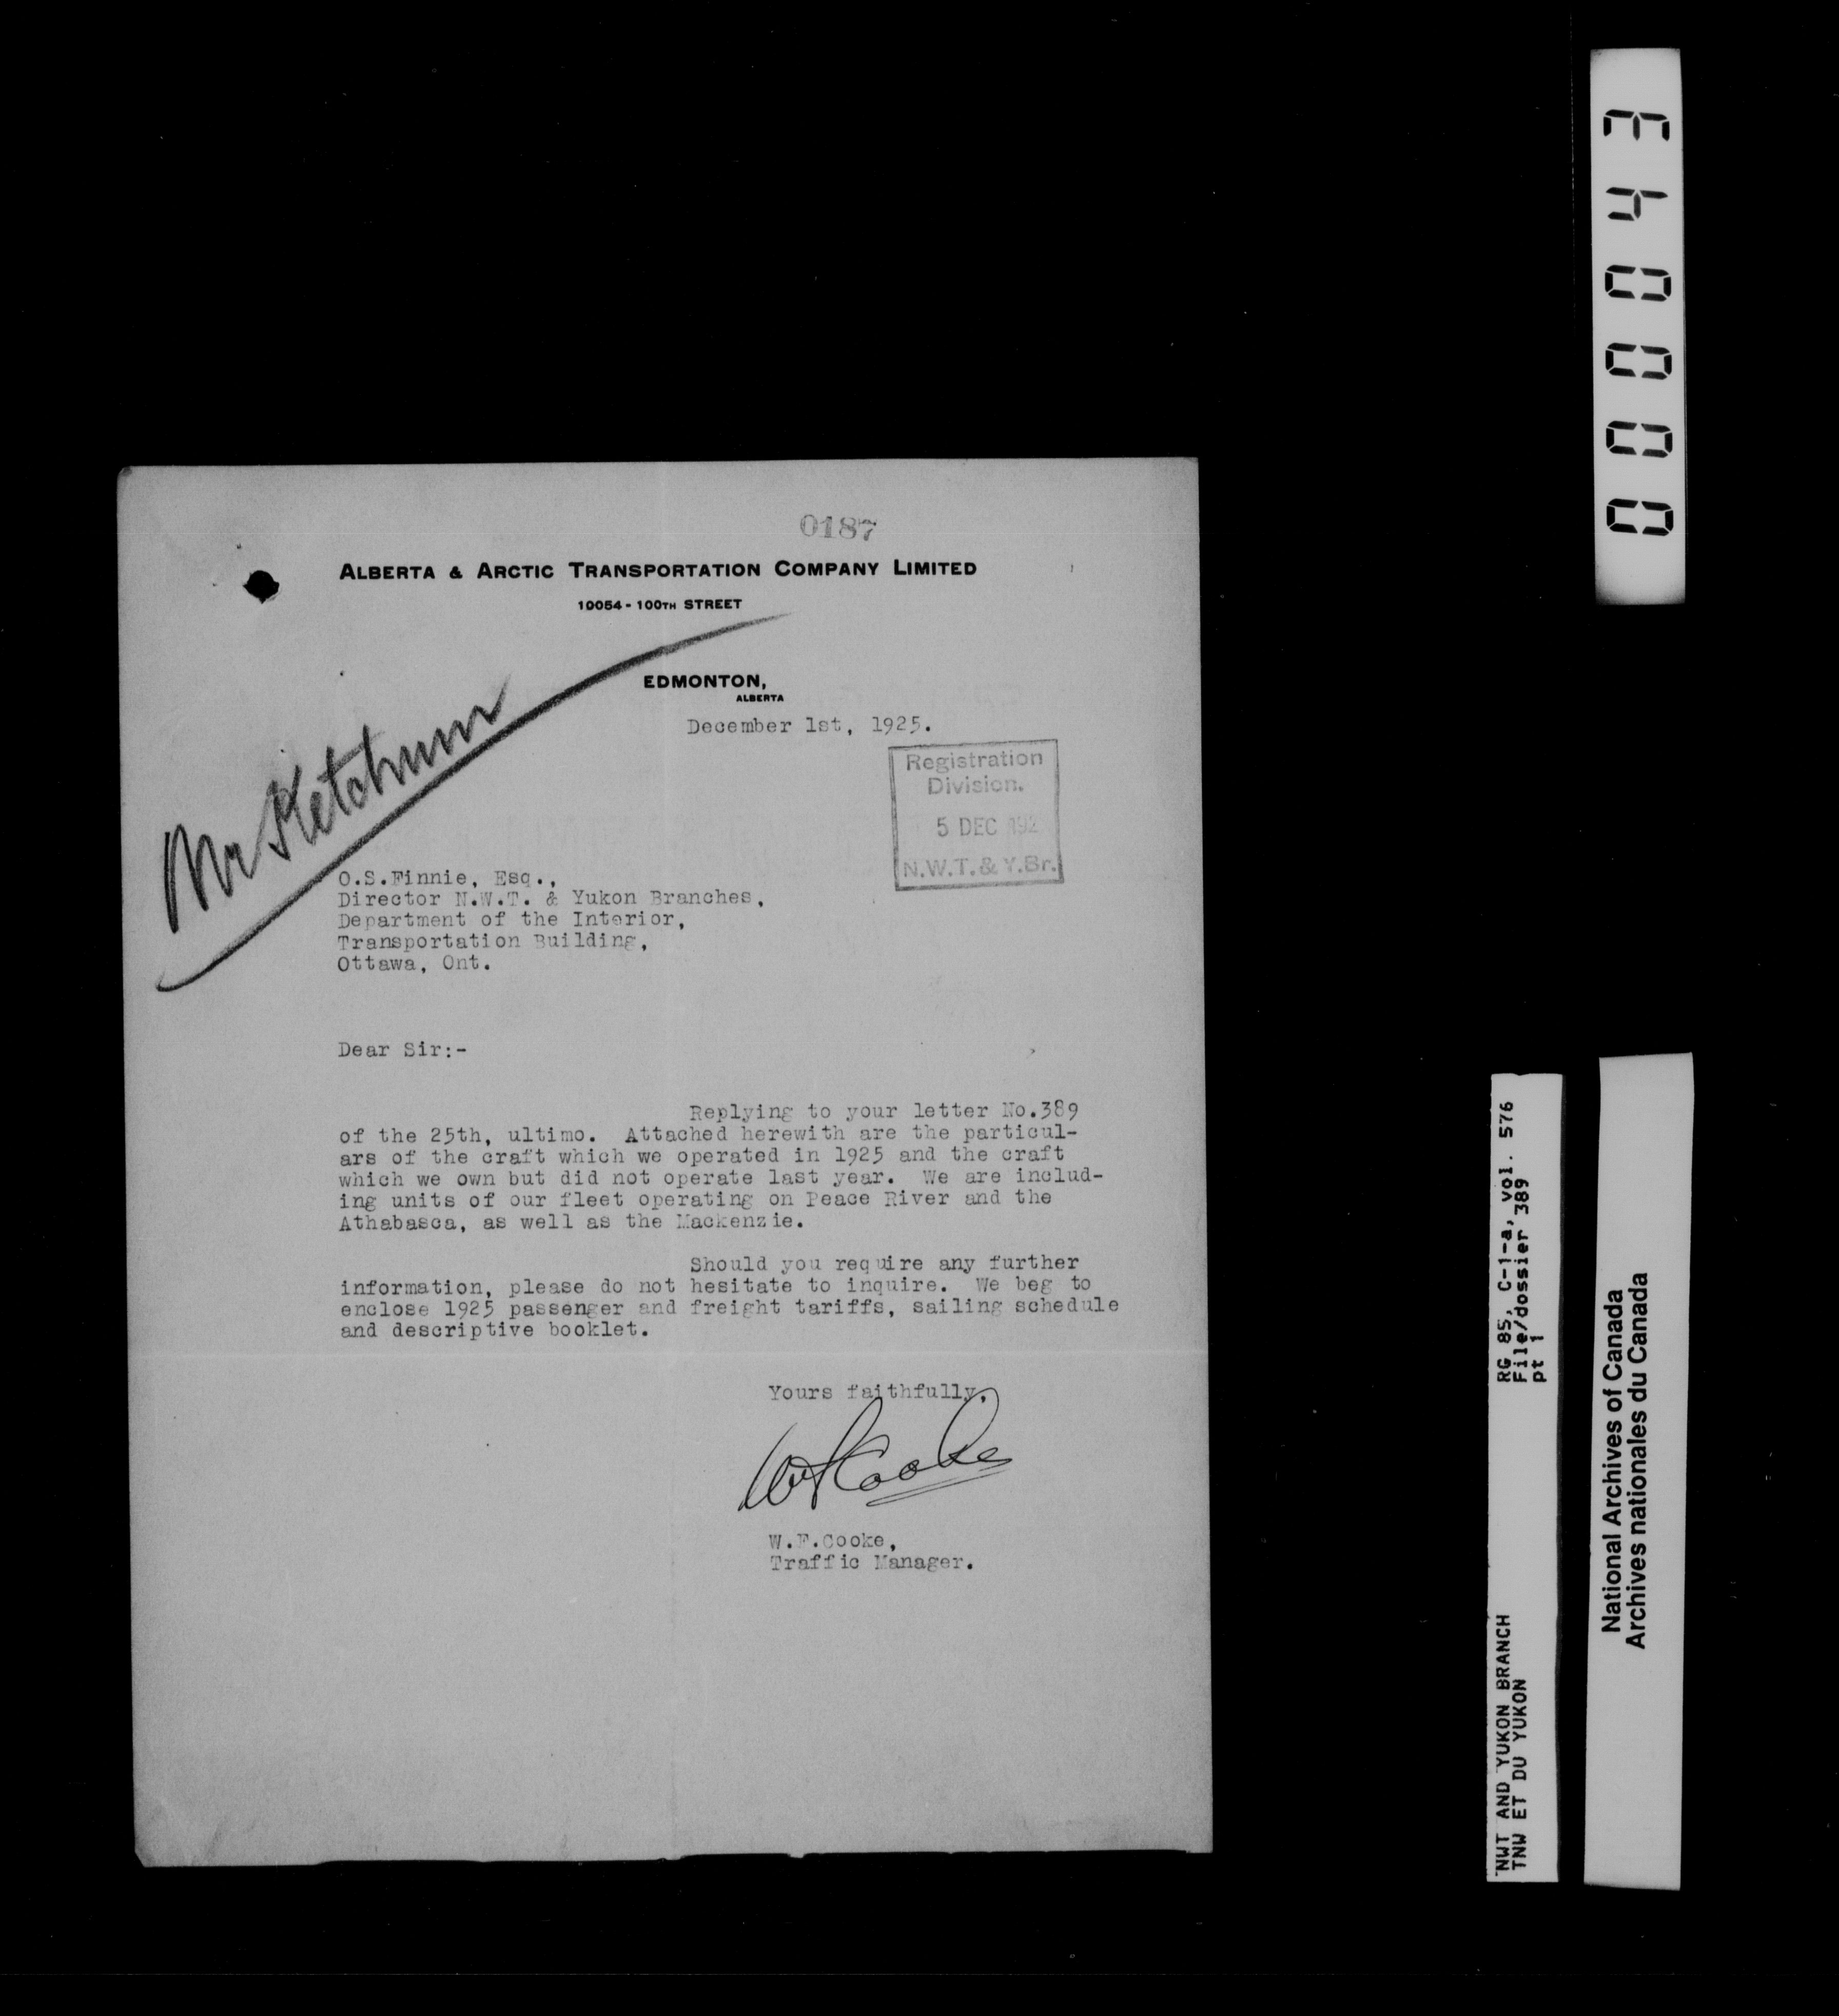 0187
ALBERTA & ARCTIC TRANSPORTATION COMPANY LIMITED
10054-100TH STREET
EDMONTON,
ALBERTA
December 1st, 1925.
Registration
Division.
5 DEC 192
N.W.T. & Y.Br.
Mr Ketchum
O.S.Finnie, Esq.,
Director N.W.T. & Yukon Branches,
Department of the Interior,
Transportation Building,
Ottawa, Ont.
Dear Sir:-
Replying to your letter No.389
of the 25th, ultimo. Attached herewith are the particul-
ars of the craft which we operated in 1925 and the craft
which we own but did not operate last year. We are includ-
ing units of our fleet operating on Peace River and the
Athabasca, as well as the Mackenzie.
Should you require any further
information, please do not hesitate to inquire. We beg to
enclose 1925 passenger and freight tariffs, sailing schedule
and descriptive booklet.
Yours faithfully,
WFCooke
W.F.Cooke,
Traffic Manager.
000043
RG 85, C-1-a, vol. 576
File/dossier 389
pt 1
NWT AND YUKON BRANCH
TNW ET DU YUKON
National Archives of Canada
Archives nationales du Canada